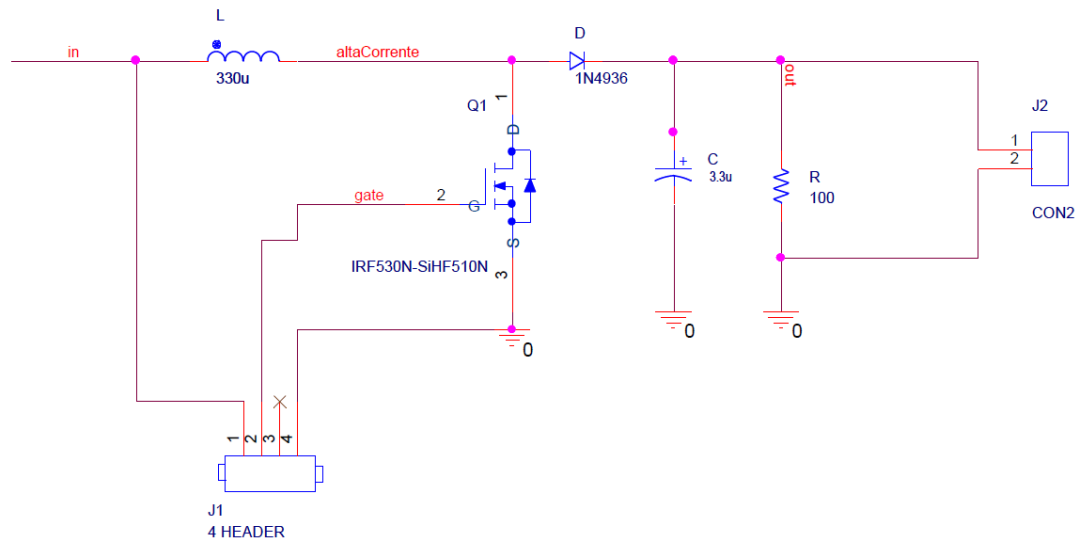 L
in
330u
altaCorrente
D
1N4936
out
Q1
1
D
G
S
2
3
gate
IRF530N-SiHF510N
0
+
C
3.3u
0
R
100
0
J2
1
2
CON2
1
2
3
4
J1
4 HEADER